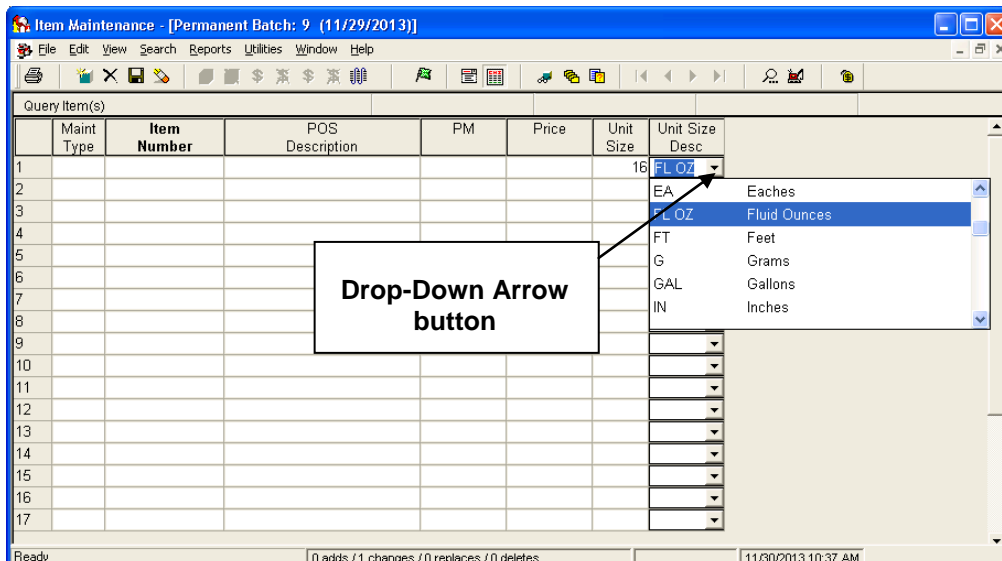 Item Maintenance - [Permanent Batch: 9 (11/29/2013)]
File Edit View Search Reports Utilities Window Help
Query Item(s)
Maint Type Item Number POS Description PM Price Unit Size Unit Size Desc
1 16 FL OZ
2 EA Eaches
3 FL OZ Fluid Ounces
4 FT Feet
5 G Grams
6 GAL Gallons
7 IN Inches
8
Drop-Down Arrow
button
9
10
11
12
13
14
15
16
17
Ready 0 adds / 1 changes / 0 replaces / 0 deletes 11/30/2013 10:37 AM